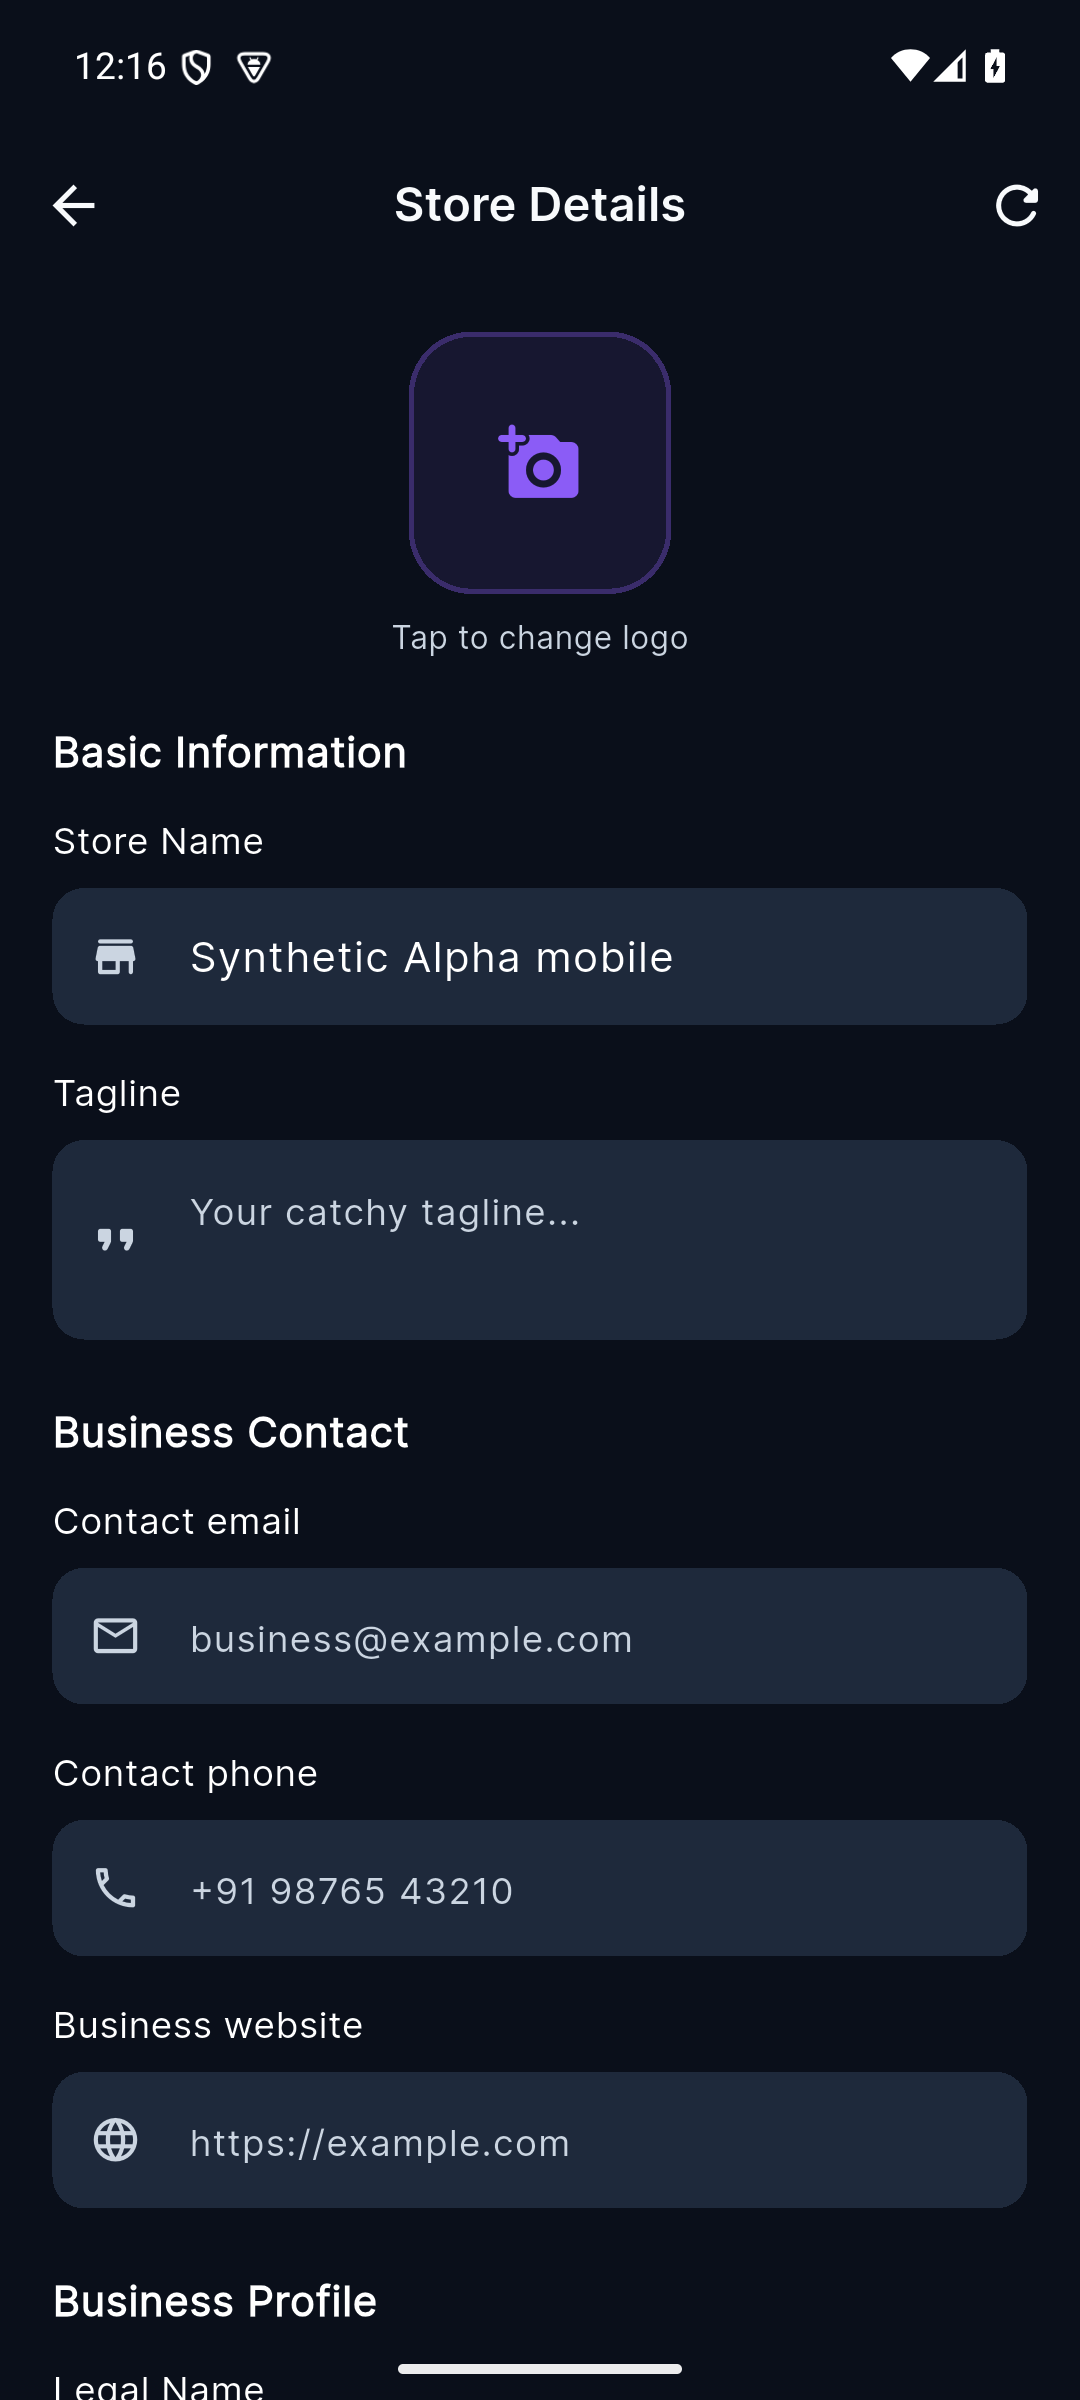 12:16
Store Details
Tap to change logo
Basic Information
Store Name
Synthetic Alpha mobile
Tagline
Your catchy tagline...
Business Contact
Contact email
business@example.com
Contact phone
+91 98765 43210
Business website
https://example.com
Business Profile
Legal Name